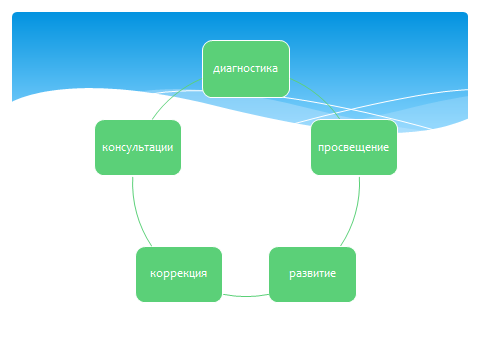 диагностика
консультации
просвещение
коррекция
развитие